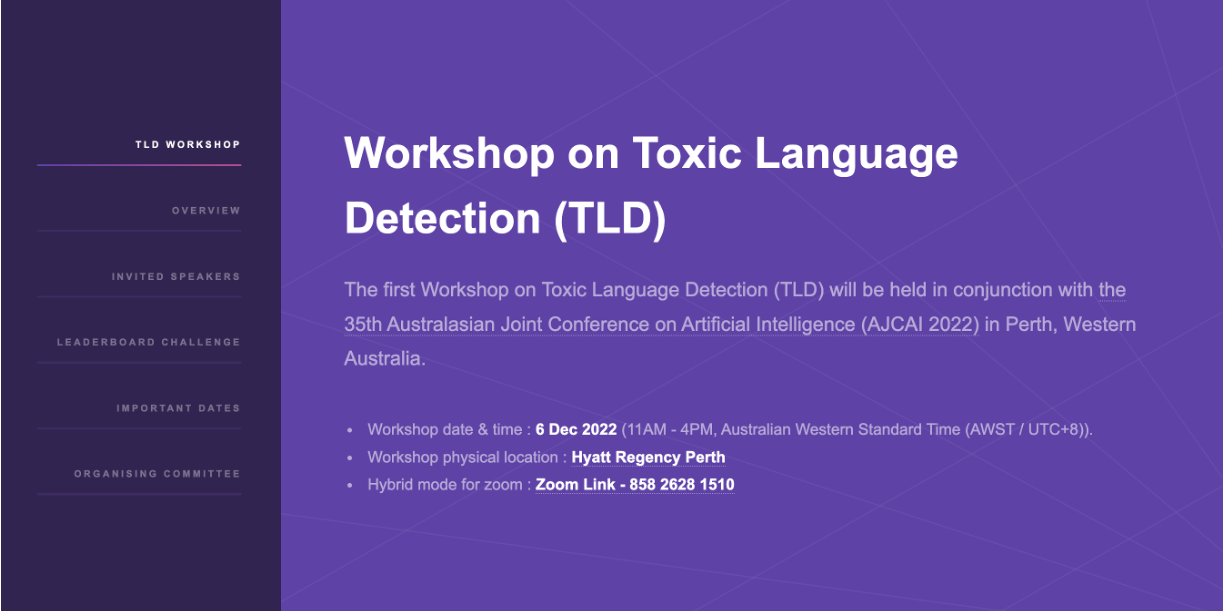 TLD WORKSHOP
OVERVIEW
INVITED SPEAKERS
LEADERBOARD CHALLENGE
IMPORTANT DATES
ORGANISING COMMITTEE
Workshop on Toxic Language
Detection (TLD)
The first Workshop on Toxic Language Detection (TLD) will be held in conjunction with the
35th Australasian Joint Conference on Artificial Intelligence (AJCAI 2022) in Perth, Western
Australia.
• Workshop date & time : 6 Dec 2022 (11AM - 4PM, Australian Western Standard Time (AWST / UTC+8)).
• Workshop physical location : Hyatt Regency Perth
• Hybrid mode for zoom : Zoom Link - 858 2628 1510